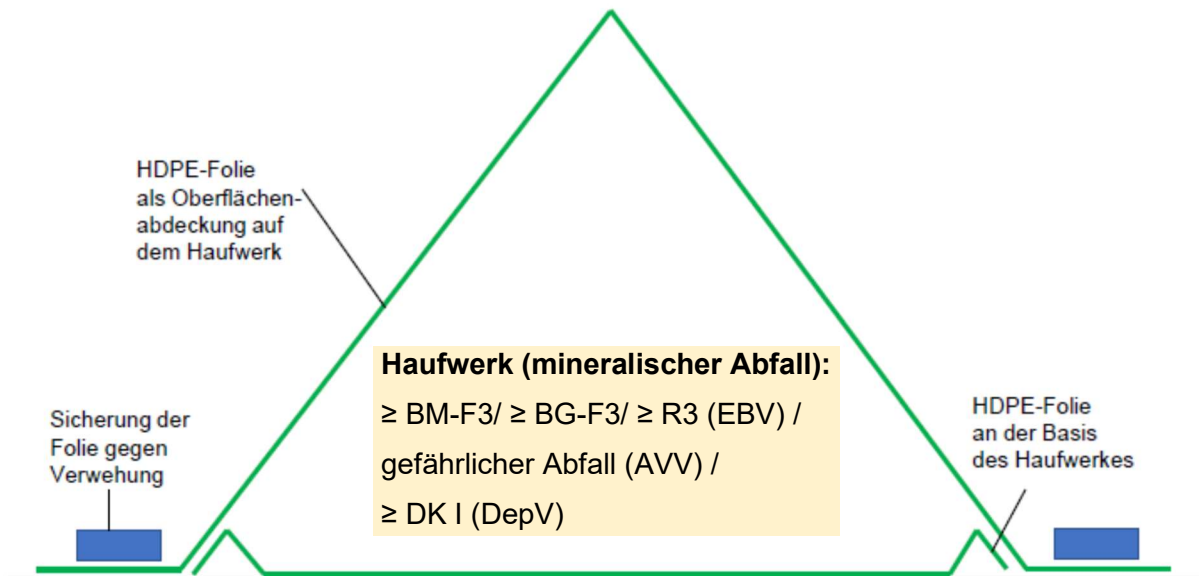 HDPE-Folie
als Oberflächen-
abdeckung auf
dem Haufwerk
Haufwerk (mineralischer Abfall):
≥ BM-F3/ ≥ BG-F3/ ≥ R3 (EBV) /
gefährlicher Abfall (AVV) /
≥ DK I (DepV)
Sicherung der
Folie gegen
Verwehung
HDPE-Folie
an der Basis
des Haufwerkes